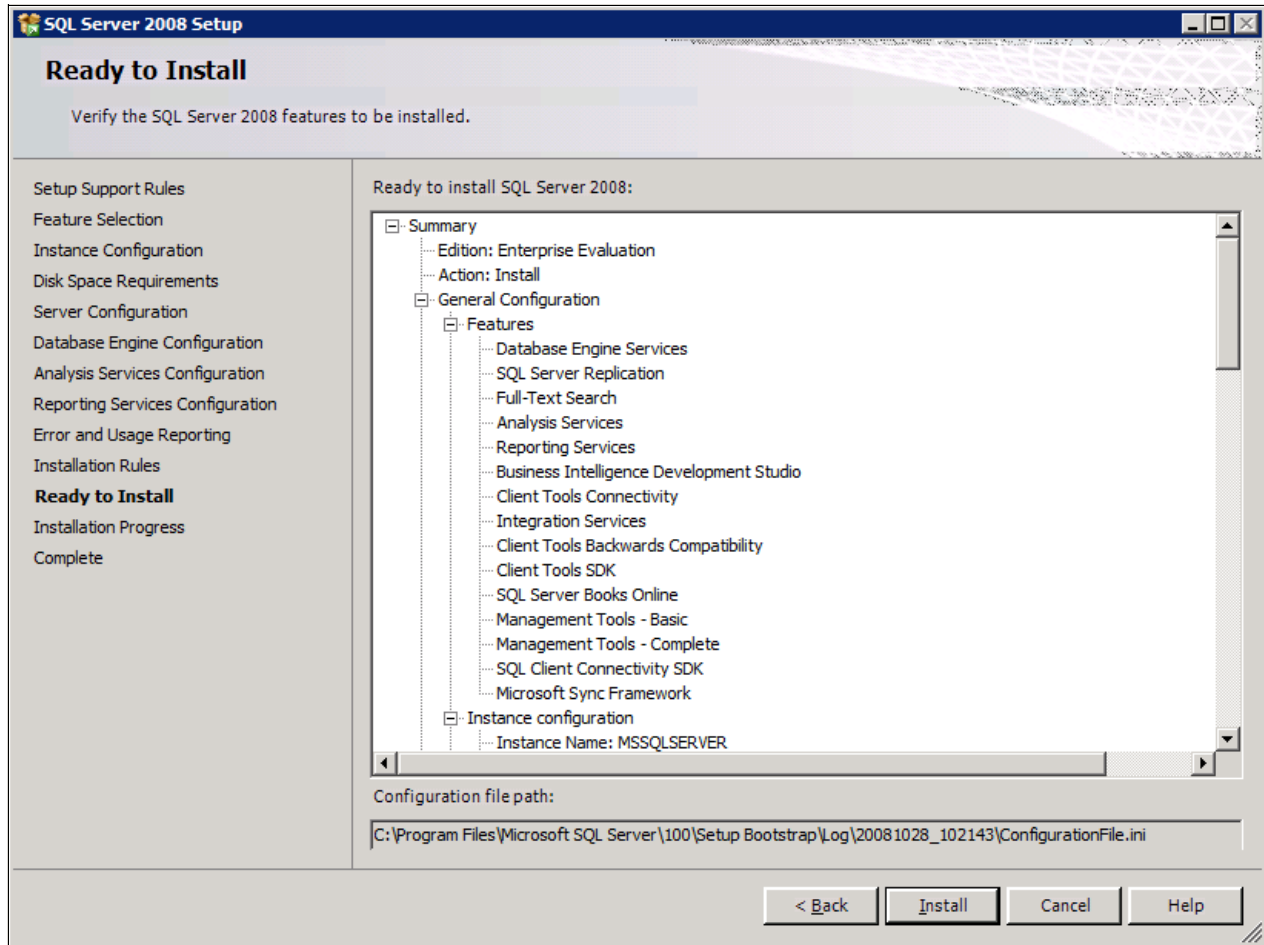 SQL Server 2008 Setup
Ready to Install
Verify the SQL Server 2008 features to be installed.
Setup Support Rules
Feature Selection
Instance Configuration
Disk Space Requirements
Server Configuration
Database Engine Configuration
Analysis Services Configuration
Reporting Services Configuration
Error and Usage Reporting
Installation Rules
Ready to Install
Installation Progress
Complete
Ready to install SQL Server 2008:
Summary
Edition: Enterprise Evaluation
Action: Install
General Configuration
Features
Database Engine Services
SQL Server Replication
Full-Text Search
Analysis Services
Reporting Services
Business Intelligence Development Studio
Client Tools Connectivity
Integration Services
Client Tools Backwards Compatibility
Client Tools SDK
SQL Server Books Online
Management Tools - Basic
Management Tools - Complete
SQL Client Connectivity SDK
Microsoft Sync Framework
Instance configuration
Instance Name: MSSQLSERVER
Configuration file path:
C:\Program Files\Microsoft SQL Server\100\Setup Bootstrap\Log\20081028_102143\ConfigurationFile.ini
< Back
Install
Cancel
Help